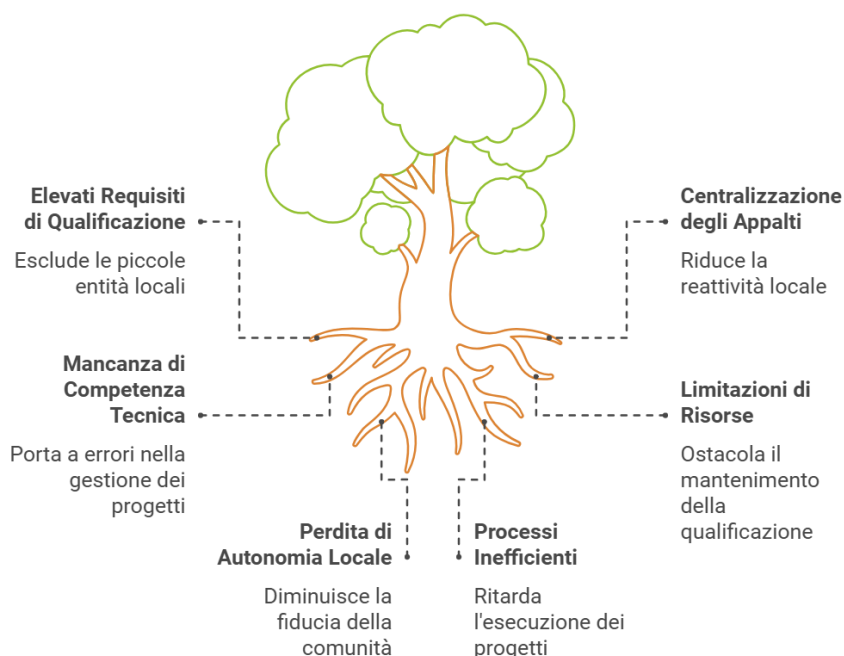 Elevati Requisiti
di Qualificazione
Esclude le piccole
entità locali
Mancanza di
Competenza
Tecnica
Porta a errori nella
gestione dei
progetti
Perdita di
Autonomia Locale
Diminuisce la
fiducia della
comunità
Processi
Inefficienti
Ritarda
l'esecuzione dei
progetti
Centralizzazione
degli Appalti
Riduce la
reattività locale
Limitazioni di
Risorse
Ostacola il
mantenimento
della
qualificazione